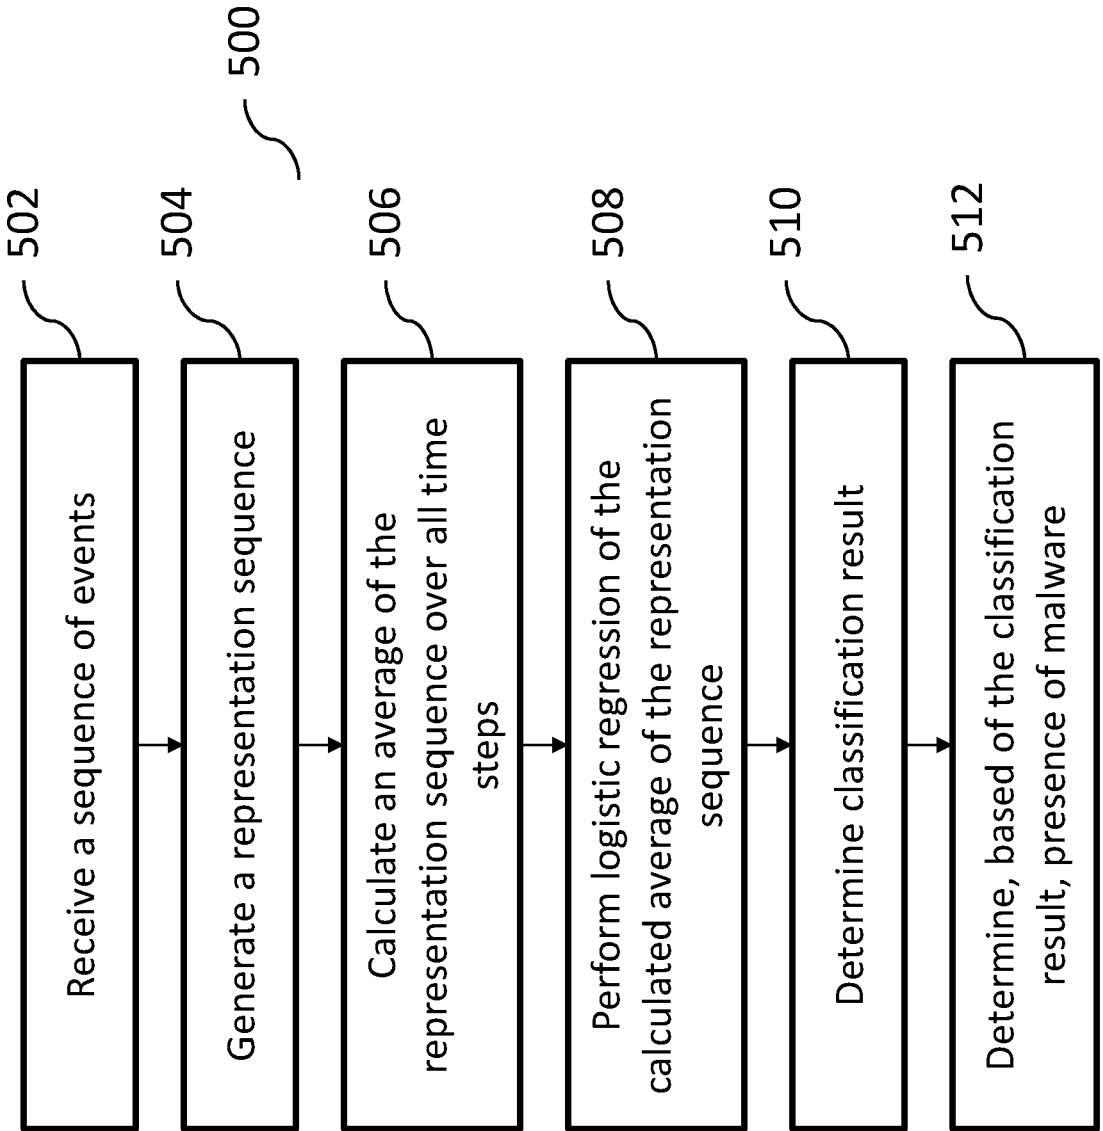 500
502
Receive a sequence of events
504
Generate a representation sequence
506
Calculate an average of the
representation sequence over all time
steps
508
Perform logistic regression of the
calculated average of the representation
sequence
510
Determine classification result
512
Determine, based of the classification
result, presence of malware